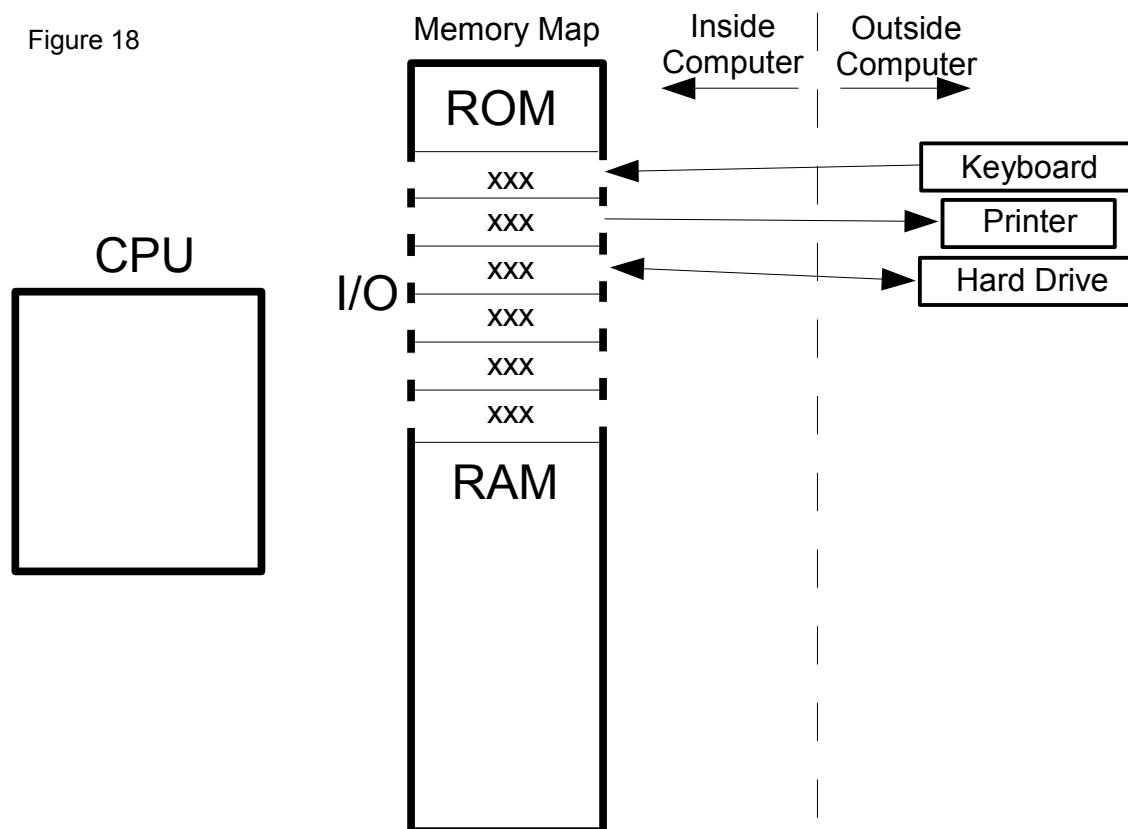 Figure 18
Memory Map
Inside
Computer
Outside
Computer
ROM
xxx
Keyboard
xxx
Printer
CPU
xxx
Hard Drive
I/O
xxx
xxx
xxx
RAM